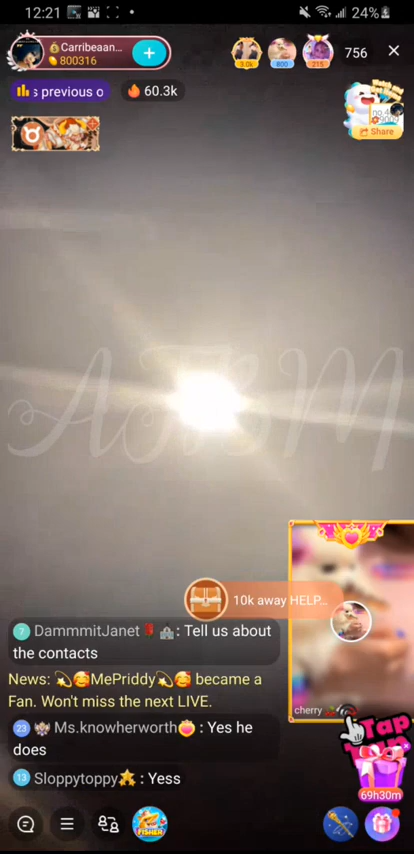 12:21
24%
Carribeaan...
800316
3.0k
800
215
756
s previous o
60.3k
Share
AJBM
10k away HELP...
7 DammmitJanet : Tell us about
the contacts
News: MePriddy became a
Fan. Won't miss the next LIVE.
23 Ms.knowherworth : Yes he
does
13 Sloppytoppy : Yess
cherry
Tap
69h30m
FISHER